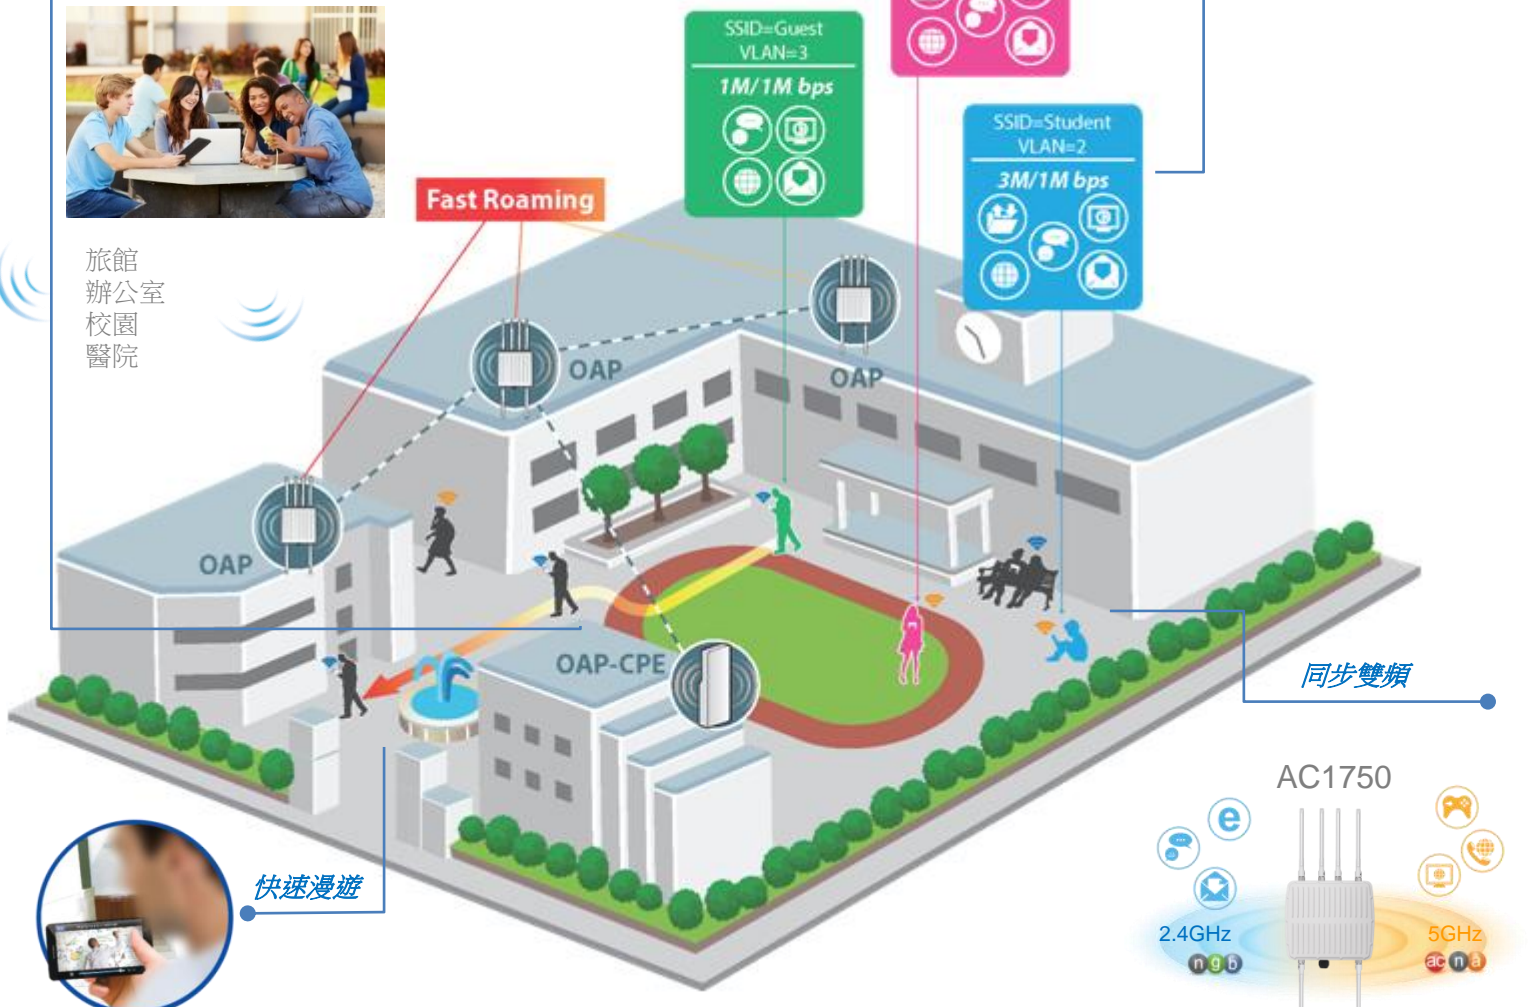 SSID=Guest
VLAN=3
1M/1M bps
SSID=Student
VLAN=2
3M/1M bps
Fast Roaming
旅館
辦公室
校園
醫院
OAP
OAP
OAP
OAP-CPE
同步雙頻
快速漫遊
AC1750
e
2.4GHz
n g b
5GHz
ac n a